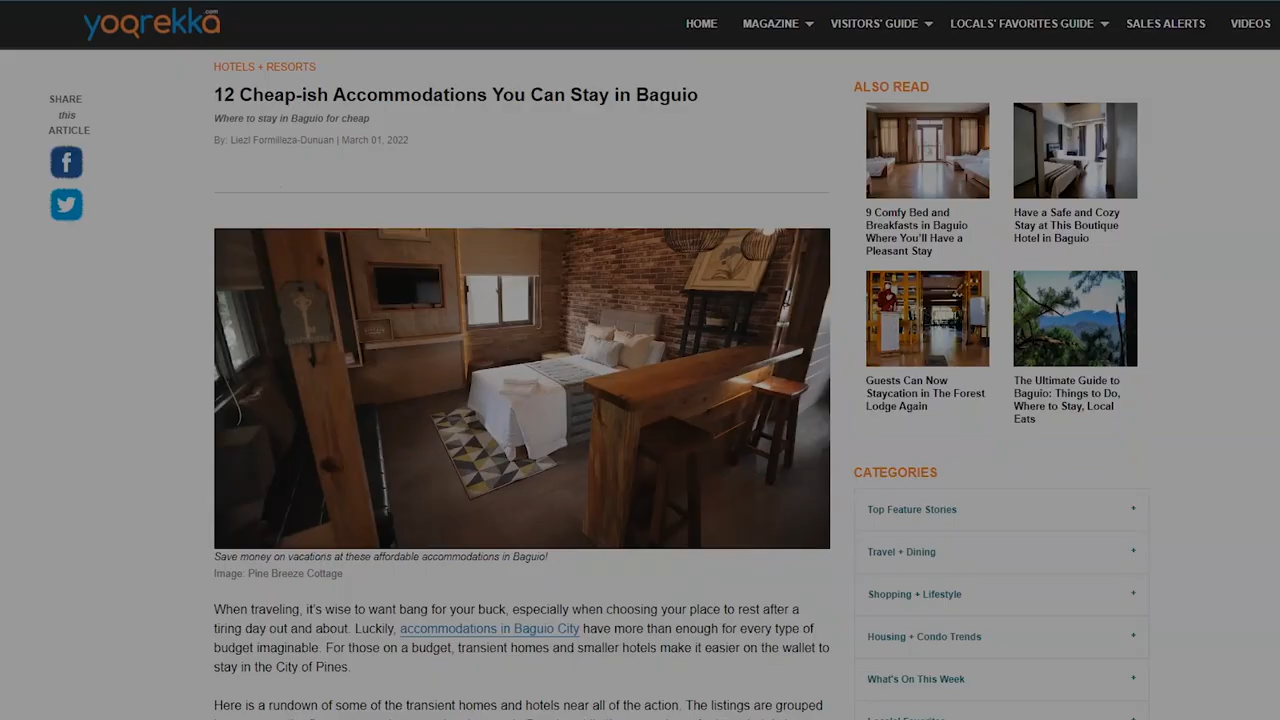 yoorekka
.com
HOME MAGAZINE VISITORS' GUIDE LOCALS' FAVORITES GUIDE SALES ALERTS VIDEOS
SHARE
this
ARTICLE
HOTELS + RESORTS
12 Cheap-ish Accommodations You Can Stay in Baguio
Where to stay in Baguio for cheap
By: Liezl Formilleza-Dunuan | March 01, 2022
Save money on vacations at these affordable accommodations in Baguio!
Image: Pine Breeze Cottage
When traveling, it's wise to want bang for your buck, especially when choosing your place to rest after a
tiring day out and about. Luckily, accommodations in Baguio City have more than enough for every type of
budget imaginable. For those on a budget, transient homes and smaller hotels make it easier on the wallet to
stay in the City of Pines.
Here is a rundown of some of the transient homes and hotels near all of the action. The listings are grouped
ALSO READ
9 Comfy Bed and
Breakfasts in Baguio
Where You'll Have a
Pleasant Stay
Have a Safe and Cozy
Stay at This Boutique
Hotel in Baguio
Guests Can Now
Staycation in The Forest
Lodge Again
The Ultimate Guide to
Baguio: Things to Do,
Where to Stay, Local
Eats
CATEGORIES
Top Feature Stories +
Travel + Dining +
Shopping + Lifestyle +
Housing + Condo Trends +
What's On This Week +